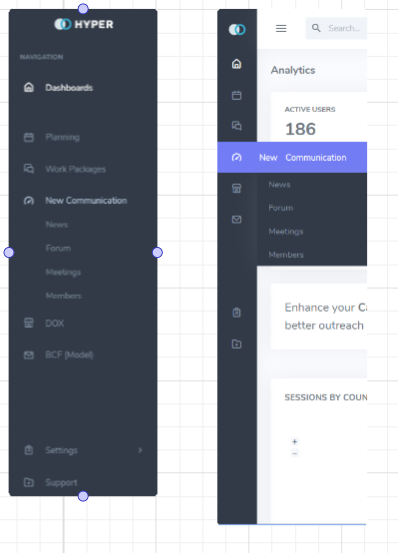 HYPER
NAVIGATION
Dashboards
Planning
Work Packages
New Communication
News
Forum
Meetings
Members
DOX
BCF (Model)
Settings
Support
Search...
Analytics
ACTIVE USERS
186
New Communication
News
Forum
Meetings
Members
Enhance your Ca
better outreach
SESSIONS BY COUN
+
−